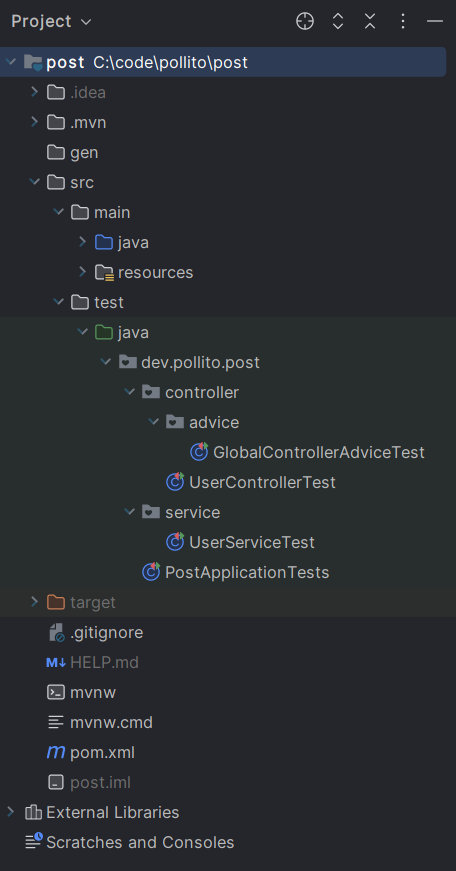 Project
post C:\code\pollito\post
.idea
.mvn
gen
src
main
java
resources
test
java
dev.pollito.post
controller
advice
GlobalControllerAdviceTest
UserControllerTest
service
UserServiceTest
PostApplicationTests
target
.gitignore
M↓ HELP.md
mvnw
mvnw.cmd
m pom.xml
post.iml
External Libraries
Scratches and Consoles